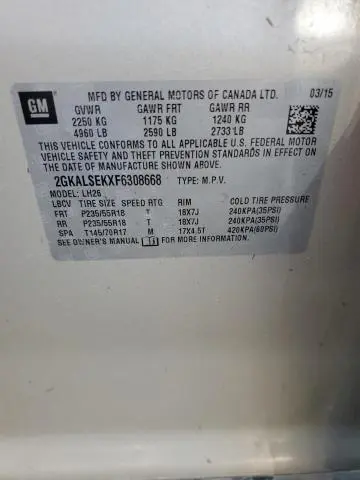 GM
MFD BY GENERAL MOTORS OF CANADA LTD. 03/15
GVWR GAWR FRT GAWR RR
2250 KG 1175 KG 1240 KG
4960 LB 2590 LB 2733 LB
THIS VEHICLE CONFORMS TO ALL APPLICABLE U.S. FEDERAL MOTOR
VEHICLE SAFETY AND THEFT PREVENTION STANDARDS IN EFFECT ON
THE DATE OF MANUFACTURE SHOWN ABOVE.
2GKALSEKXF6308668 TYPE: M.P.V.
MODEL: LH26
LBCV TIRE SIZE SPEED RTG RIM COLD TIRE PRESSURE
FRT P235/55R18 T 18X7J 240KPA(35PSI)
RR P235/55R18 T 18X7J 240KPA(35PSI)
SPA T145/70R17 M 17X4.5T 420KPA(60PSI)
SEE OWNER'S MANUAL FOR MORE INFORMATION